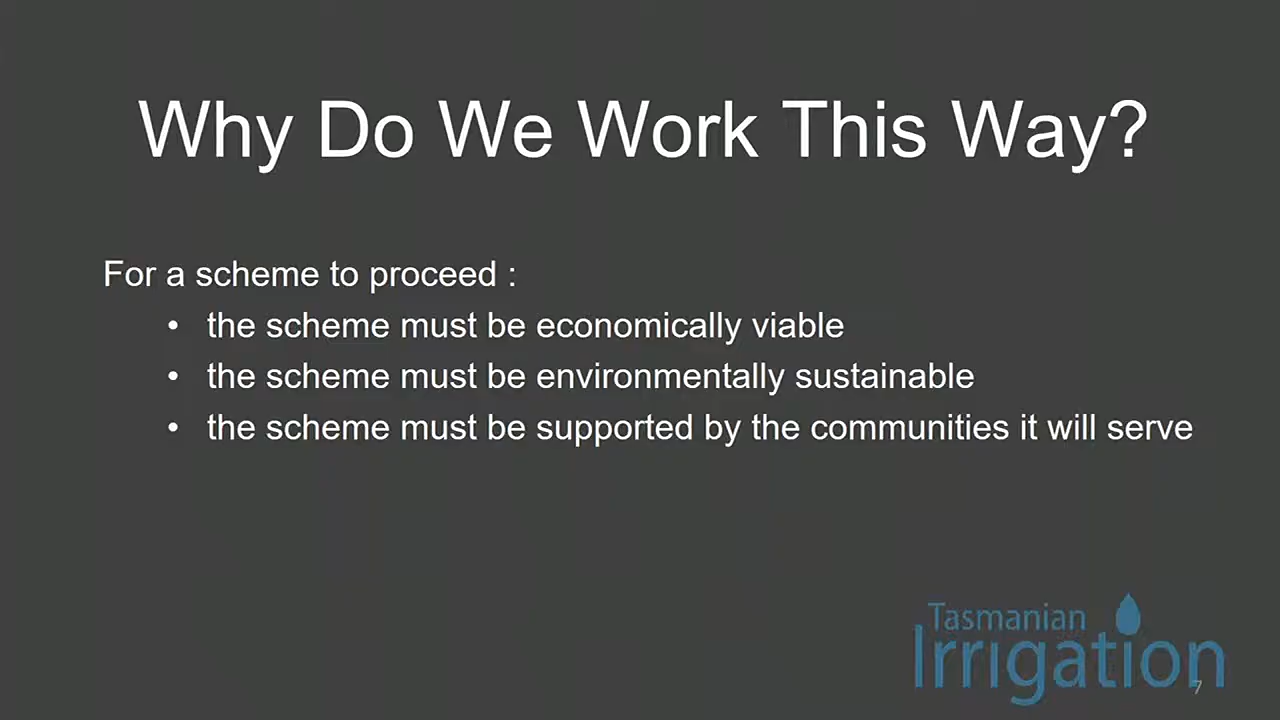 Why Do We Work This Way?
For a scheme to proceed :
• the scheme must be economically viable
• the scheme must be environmentally sustainable
• the scheme must be supported by the communities it will serve
Tasmanian
Irrigation
7